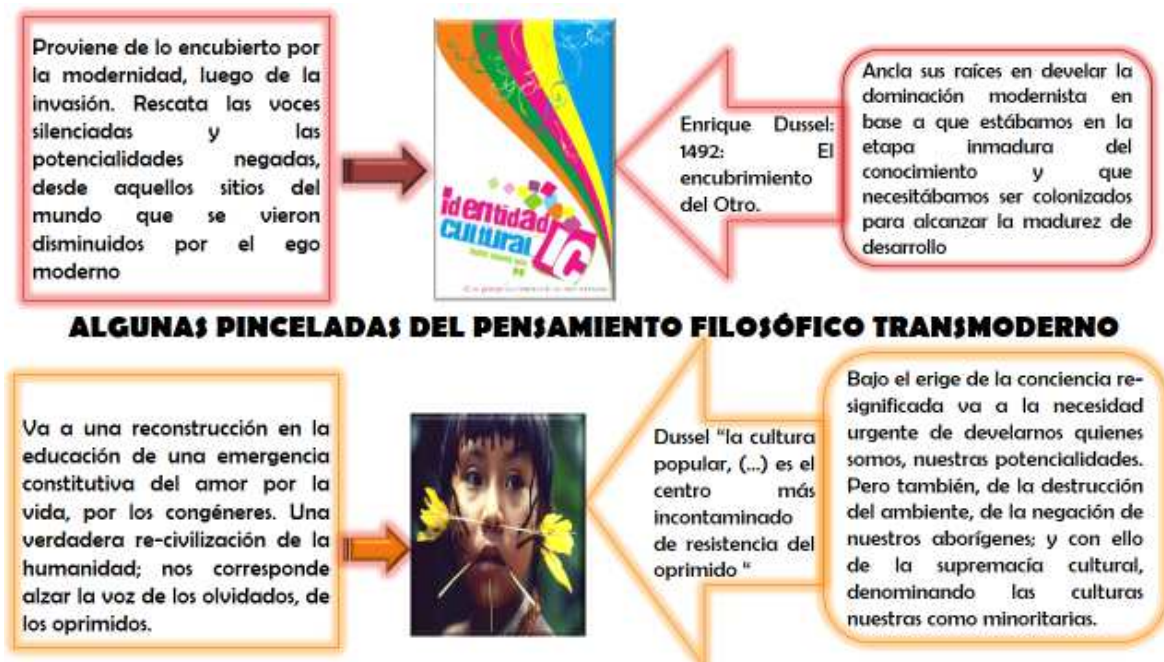 Proviene de lo encubierto por
la modernidad, luego de la
invasión. Rescata las voces
silenciadas y las
potencialidades negadas,
desde aquellos sitios del
mundo que se vieron
disminuidos por el ego
moderno
identidad
cultural
IC
Enrique Dussel:
1492: El
encubrimiento
del Otro.
Ancla sus raíces en develar la
dominación modernista en
base a que estábamos en la
etapa inmadura del
conocimiento y que
necesitábamos ser colonizados
para alcanzar la madurez de
desarrollo
ALGUNAS PINCELADAS DEL PENSAMIENTO FILOSÓFICO TRANSMODERNO
Va a una reconstrucción en la
educación de una emergencia
constitutiva del amor por la
vida, por los congéneres. Una
verdadera re-civilización de la
humanidad; nos corresponde
alzar la voz de los olvidados, de
los oprimidos.
Dussel "la cultura
popular, (...) es el
centro más
incontaminado
de resistencia del
oprimido "
Bajo el erige de la conciencia re-
significada va a la necesidad
urgente de develarnos quienes
somos, nuestras potencialidades.
Pero también, de la destrucción
del ambiente, de la negación de
nuestros aborígenes; y con ello
de la supremacía cultural,
denominando las culturas
nuestras como minoritarias.